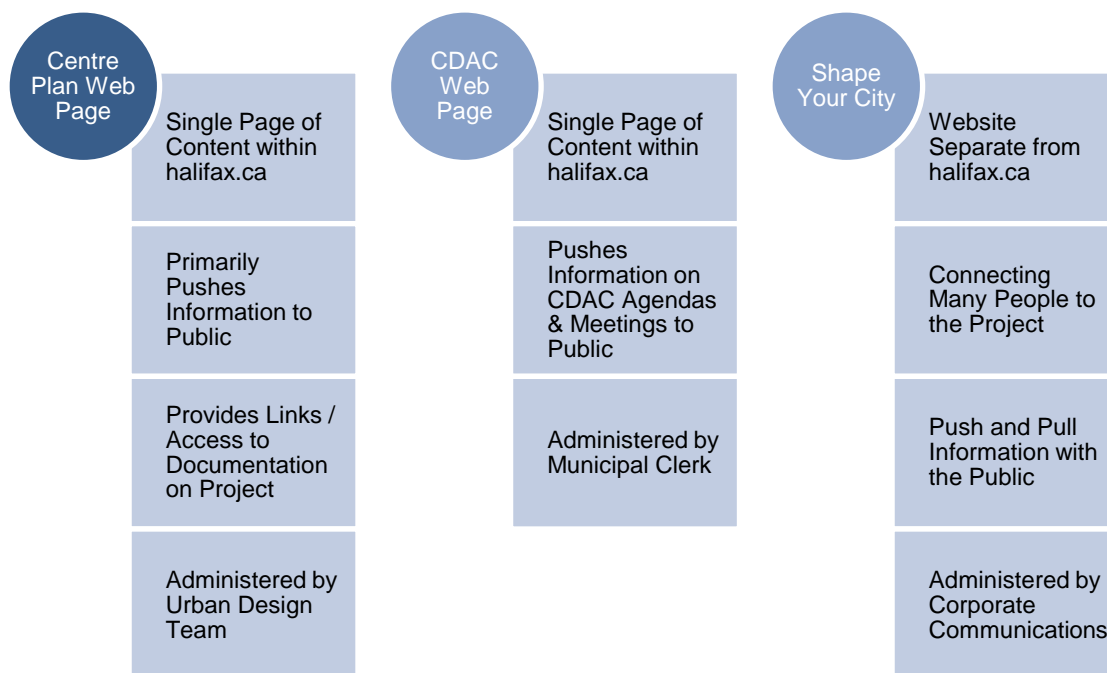 Centre
Plan Web
Page
Single Page of
Content within
halifax.ca
Primarily
Pushes
Information to
Public
Provides Links /
Access to
Documentation
on Project
Administered by
Urban Design
Team
CDAC
Web
Page
Single Page of
Content within
halifax.ca
Pushes
Information on
CDAC Agendas
& Meetings to
Public
Administered by
Municipal Clerk
Shape
Your City
Website
Separate from
halifax.ca
Connecting
Many People to
the Project
Push and Pull
Information with
the Public
Administered by
Corporate
Communications